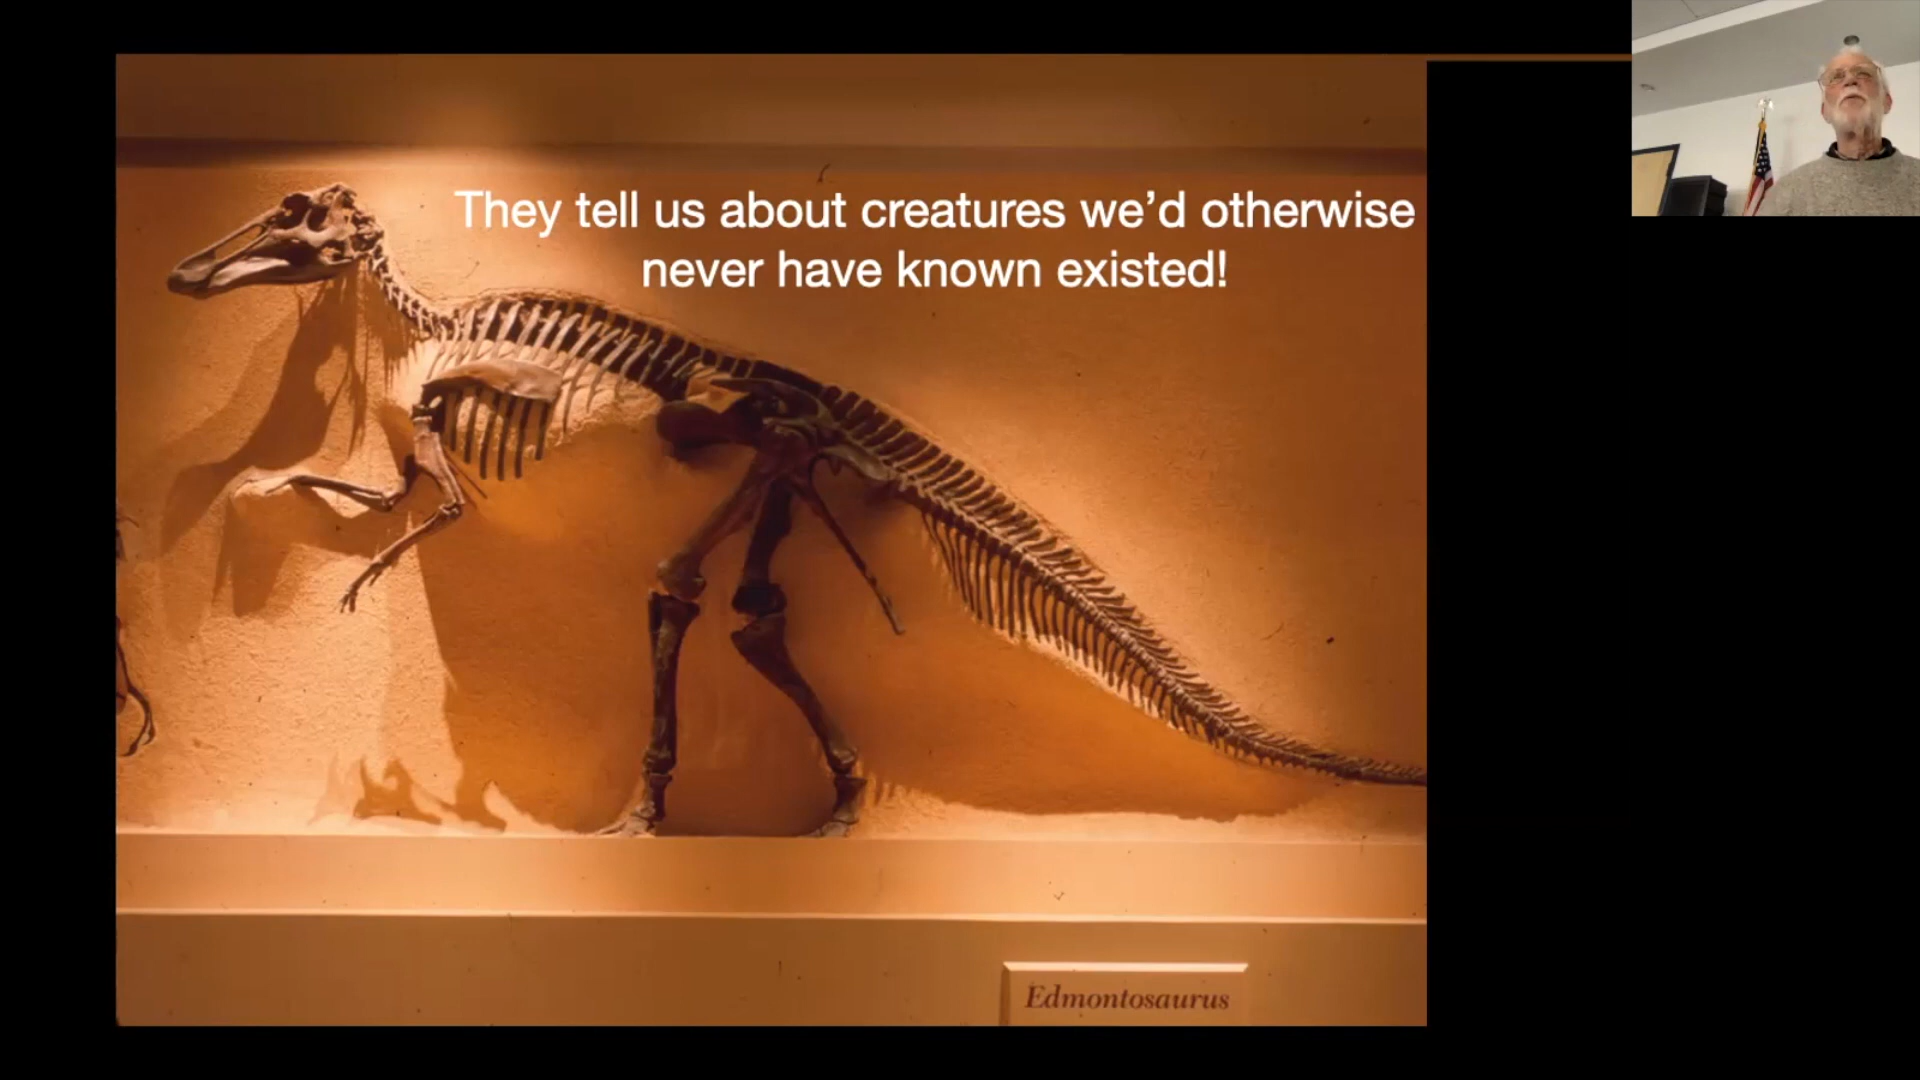 They tell us about creatures we’d otherwise
never have known existed!
Edmontosaurus